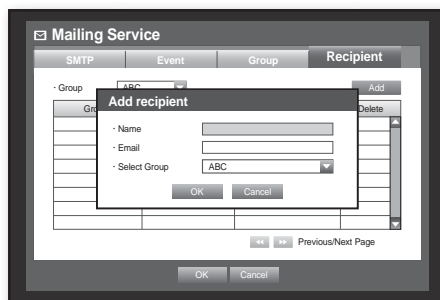 Mailing Service
SMTP Event Group Recipient
· Group ABC Add
Gro Delete
Add recipient
· Name
· Email
· Select Group ABC
OK Cancel
Previous/Next Page
OK Cancel